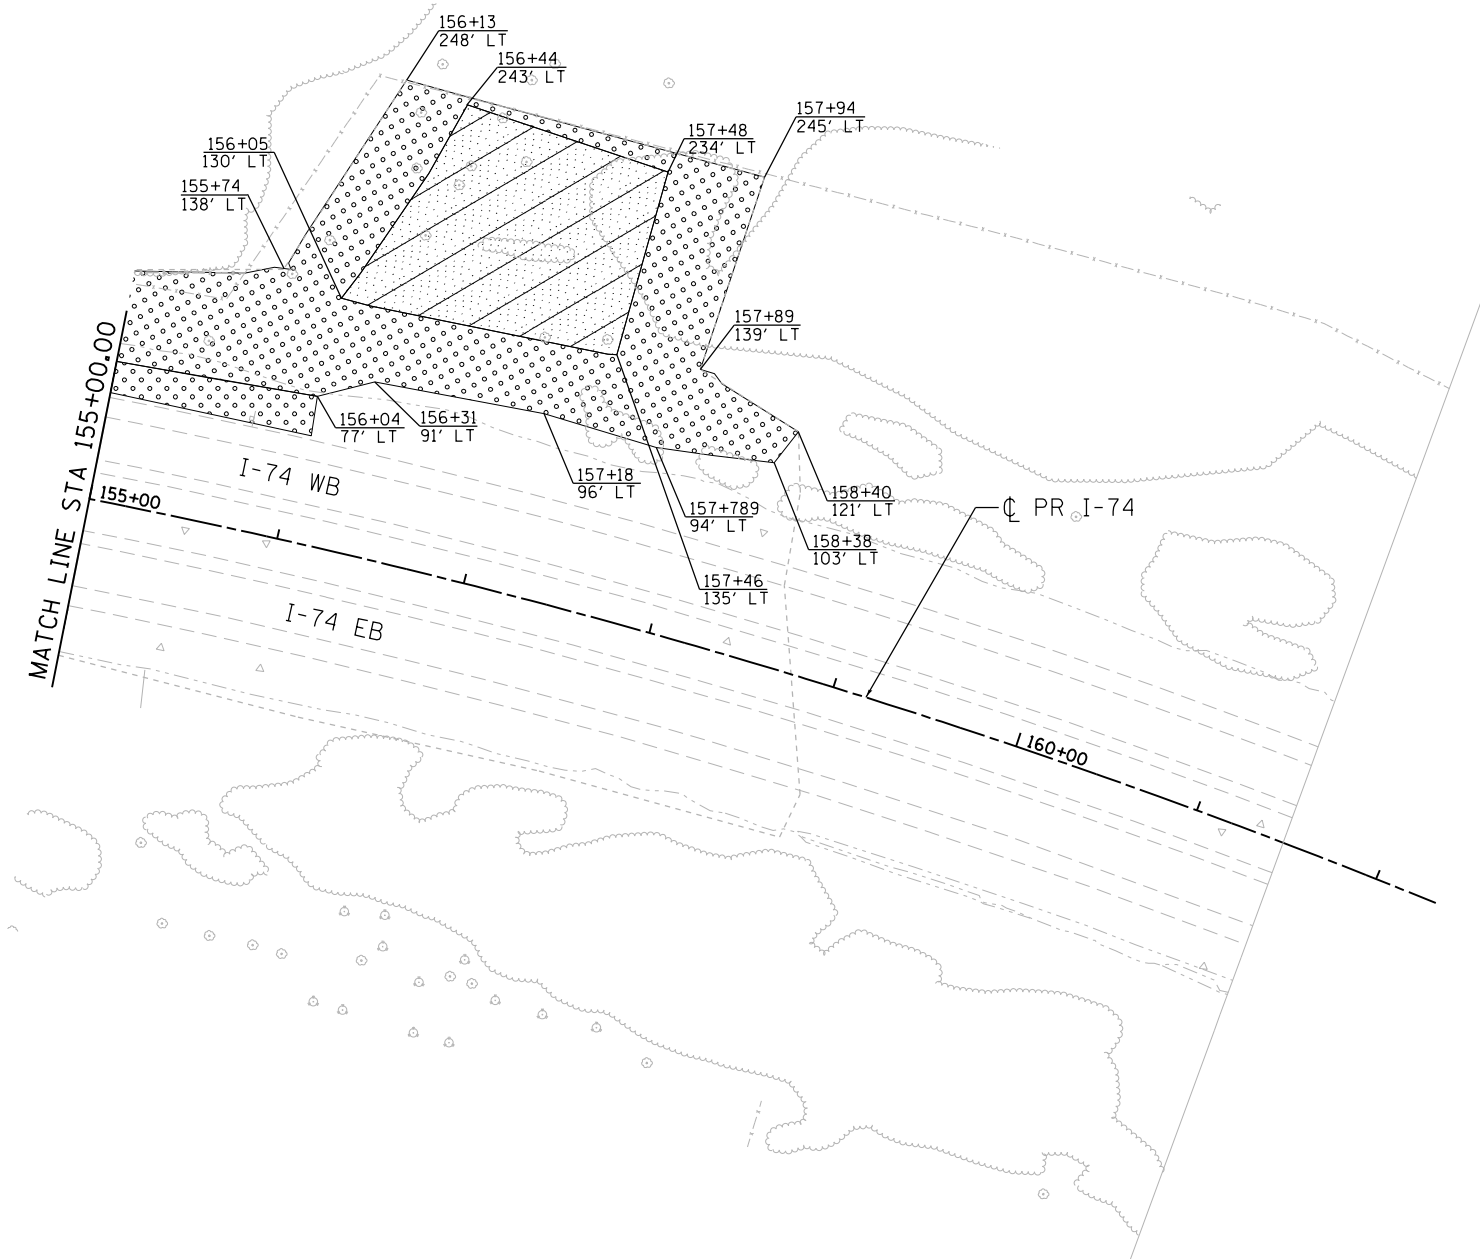 156+13
248' LT
156+44
243' LT
157+94
245' LT
157+48
234' LT
156+05
130' LT
155+74
138' LT
157+89
139' LT
MATCH LINE STA 155+00.00
156+04
77' LT
156+31
91' LT
I-74 WB
157+18
96' LT
155+00
158+40
121' LT
157+789
94' LT
℄ PR I-74
158+38
103' LT
157+46
135' LT
I-74 EB
160+00